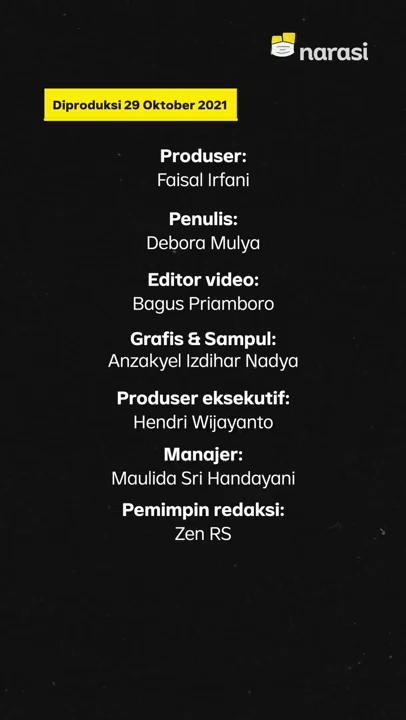 narasi
Diproduksi 29 Oktober 2021
Produser:
Faisal Irfani
Penulis:
Debora Mulya
Editor video:
Bagus Priamboro
Grafis & Sampul:
Anzakyel Izdihar Nadya
Produser eksekutif:
Hendri Wijayanto
Manajer:
Maulida Sri Handayani
Pemimpin redaksi:
Zen RS